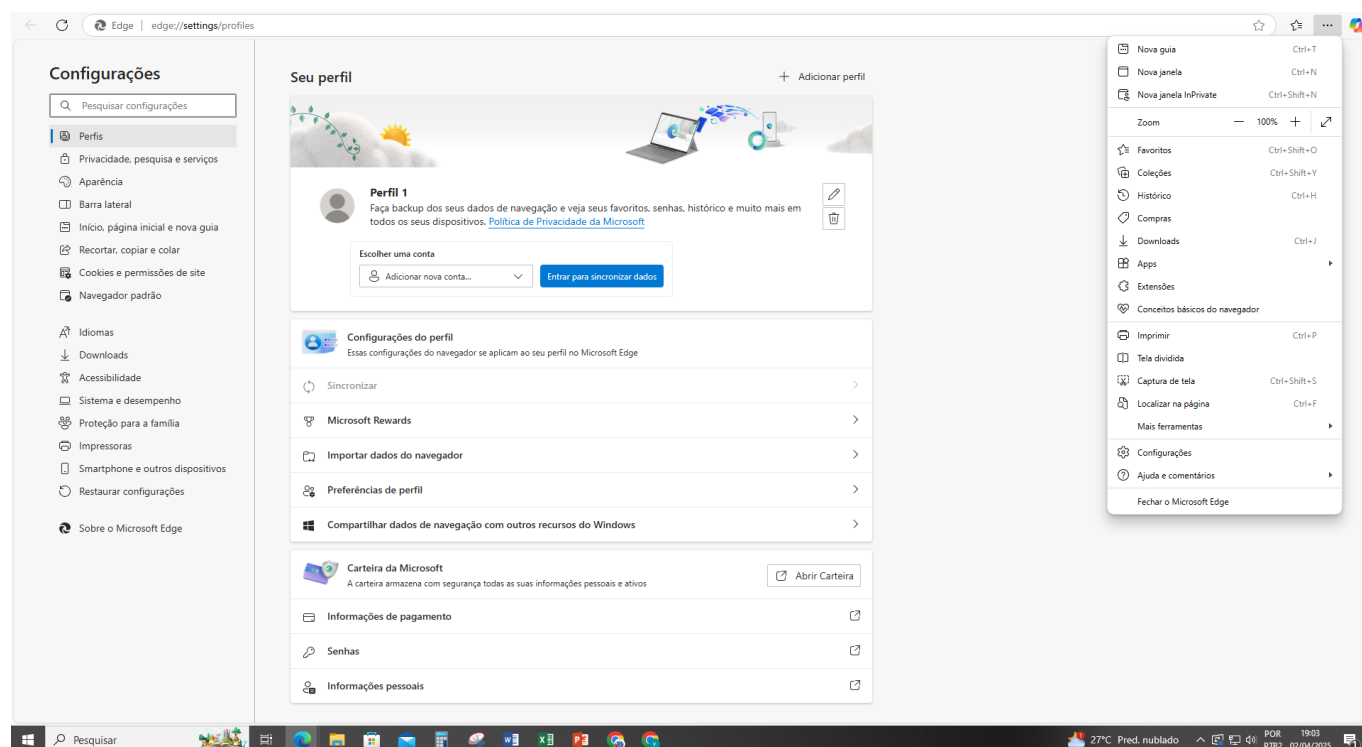 Edge | edge://settings/profiles
Configurações
Pesquisar configurações
Perfis
Privacidade, pesquisa e serviços
Aparência
Barra lateral
Início, página inicial e nova guia
Recortar, copiar e colar
Cookies e permissões de site
Navegador padrão
Idiomas
Downloads
Acessibilidade
Sistema e desempenho
Proteção para a família
Impressoras
Smartphone e outros dispositivos
Restaurar configurações
Sobre o Microsoft Edge
Seu perfil
Adicionar perfil
Perfil 1
Faça backup dos seus dados de navegação e veja seus favoritos, senhas, histórico e muito mais em
todos os seus dispositivos. Política de Privacidade da Microsoft
Escolher uma conta
Adicionar nova conta...
Entrar para sincronizar dados
Configurações do perfil
Essas configurações do navegador se aplicam ao seu perfil no Microsoft Edge
Sincronizar
Microsoft Rewards
Importar dados do navegador
Preferências de perfil
Compartilhar dados de navegação com outros recursos do Windows
Carteira da Microsoft
A carteira armazena com segurança todas as suas informações pessoais e ativos
Abrir Carteira
Informações de pagamento
Senhas
Informações pessoais
Nova guia Ctrl+T
Nova janela Ctrl+N
Nova janela InPrivate Ctrl+Shift+N
Zoom 100%
Favoritos Ctrl+Shift+O
Coleções Ctrl+Shift+Y
Histórico Ctrl+H
Compras
Downloads Ctrl+J
Apps
Extensões
Conceitos básicos do navegador
Imprimir Ctrl+P
Tela dividida
Captura de tela Ctrl+Shift+S
Localizar na página Ctrl+F
Mais ferramentas
Configurações
Ajuda e comentários
Fechar o Microsoft Edge
Pesquisar
27°C Pred. nublado
POR
PTB2
19:03
02/04/2025